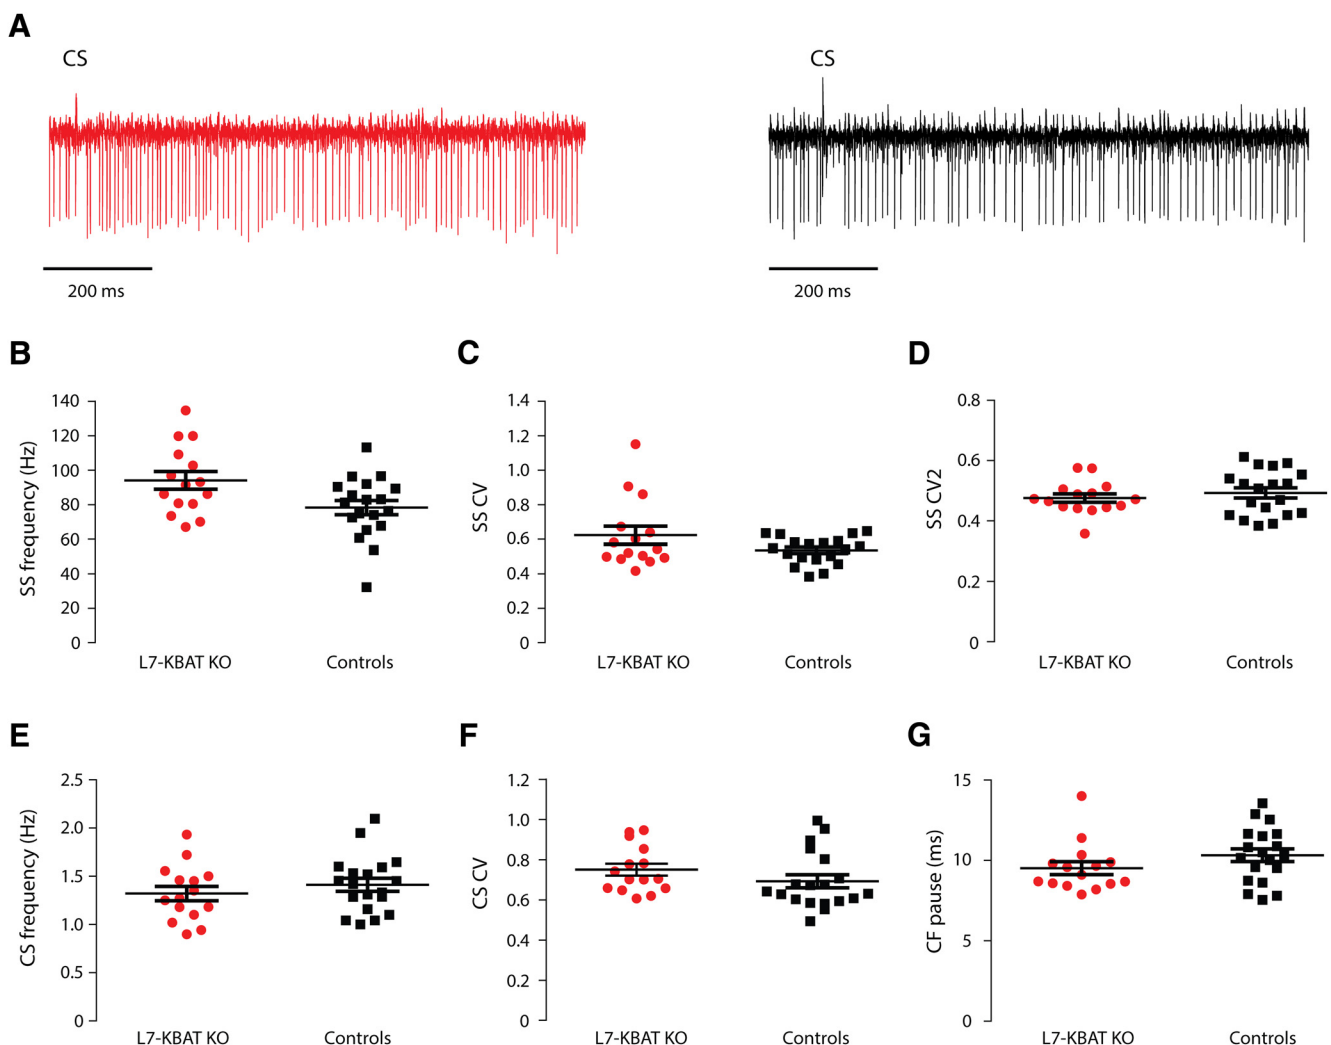 A
CS
CS
200 ms
200 ms
B
C
D
140
120
100
80
60
40
20
0
SS frequency (Hz)
L7-KBAT KO
Controls
1.4
1.2
1.0
0.8
0.6
0.4
0.2
0
SS CV
L7-KBAT KO
Controls
0.8
0.6
0.4
0.2
0
SS CV2
L7-KBAT KO
Controls
E
F
G
2.5
2.0
1.5
1.0
0.5
0
CS frequency (Hz)
L7-KBAT KO
Controls
1.2
1.0
0.8
0.6
0.4
0.2
0
CS CV
L7-KBAT KO
Controls
15
10
5
0
CF pause (ms)
L7-KBAT KO
Controls